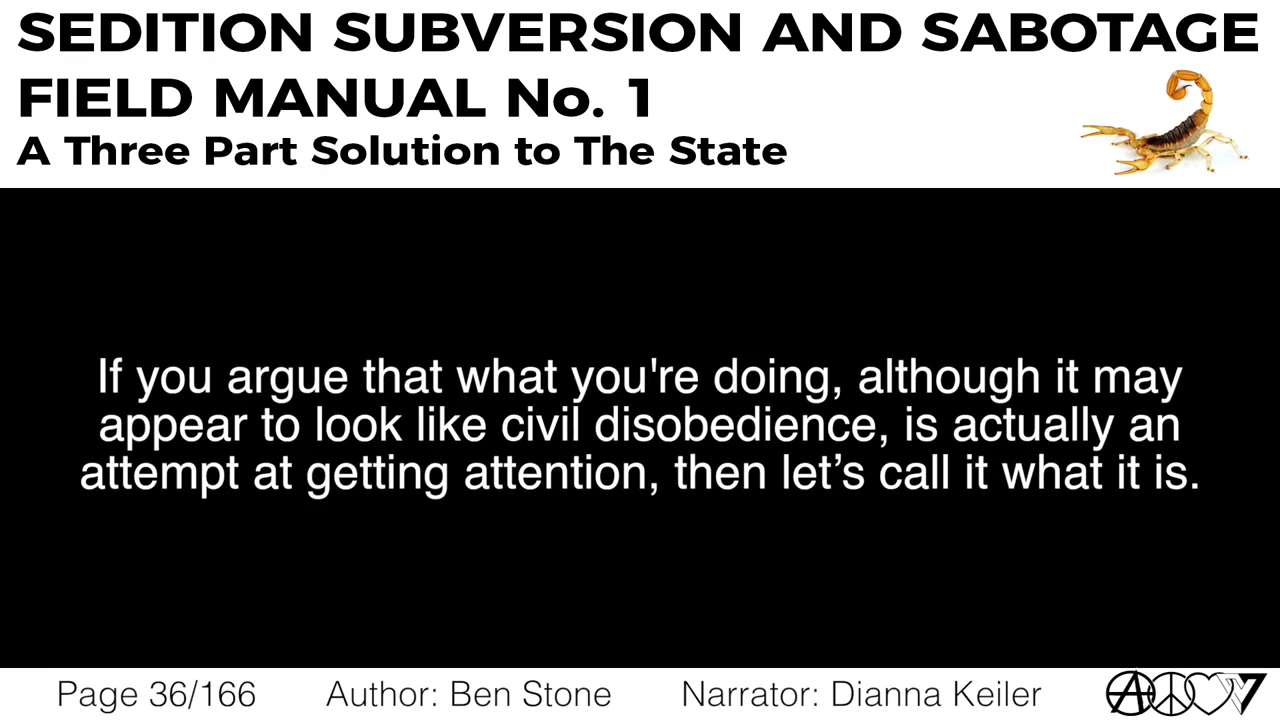 SEDITION SUBVERSION AND SABOTAGE
FIELD MANUAL No. 1
A Three Part Solution to The State
If you argue that what you're doing, although it may
appear to look like civil disobedience, is actually an
attempt at getting attention, then let’s call it what it is.
Page 36/166 Author: Ben Stone Narrator: Dianna Keiler